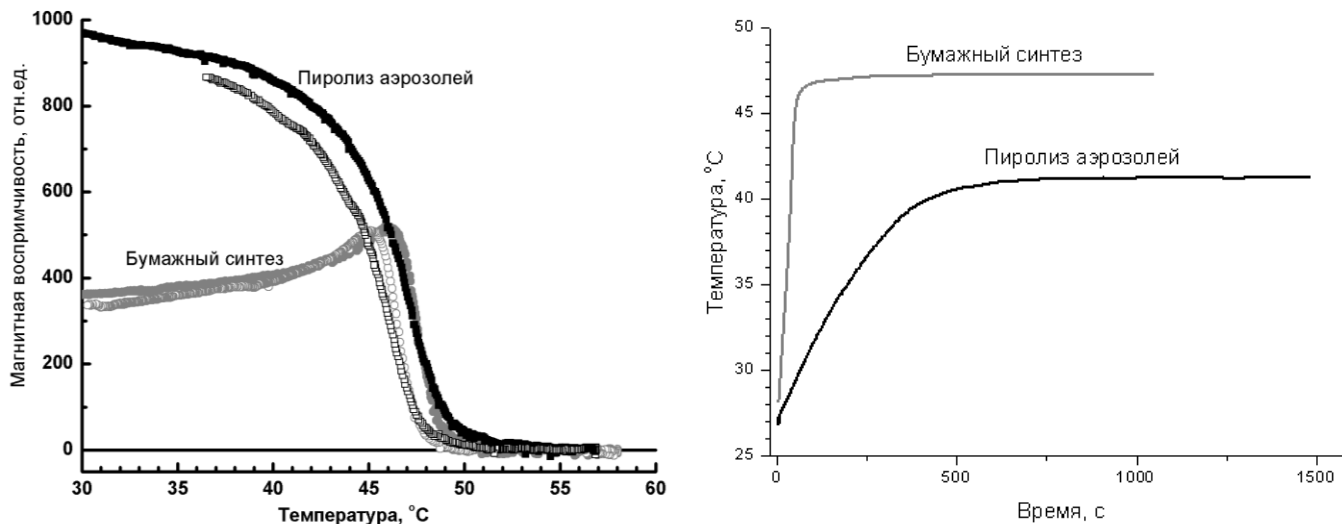 1000
800
600
400
200
0
30
35
40
45
50
55
60
Магнитная воспримчивость, отн.ед.
Температура, °C
Пиролиз аэрозолей
Бумажный синтез
50
45
40
35
30
25
0
500
1000
1500
Температура, °C
Время, с
Бумажный синтез
Пиролиз аэрозолей